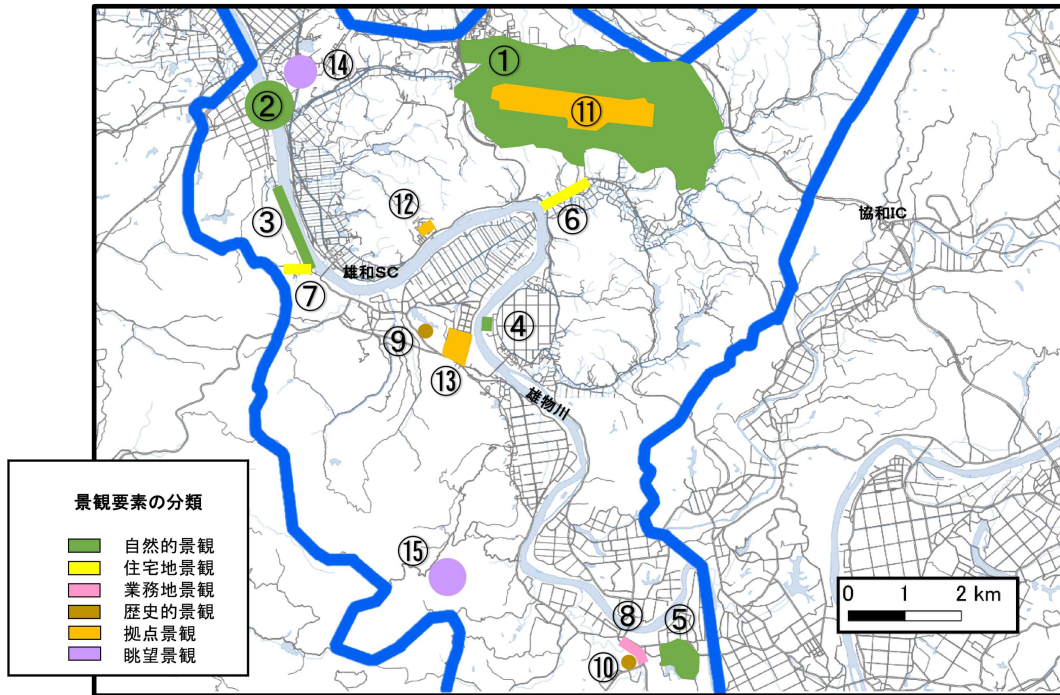 ①
⑭
②
⑪
⑫
⑥
協和IC
③
雄和SC
⑦
④
⑨
⑬
雄物川
景観要素の分類
自然的景観
住宅地景観
業務地景観
歴史的景観
拠点景観
眺望景観
⑮
0 1 2 km
⑧
⑤
⑩